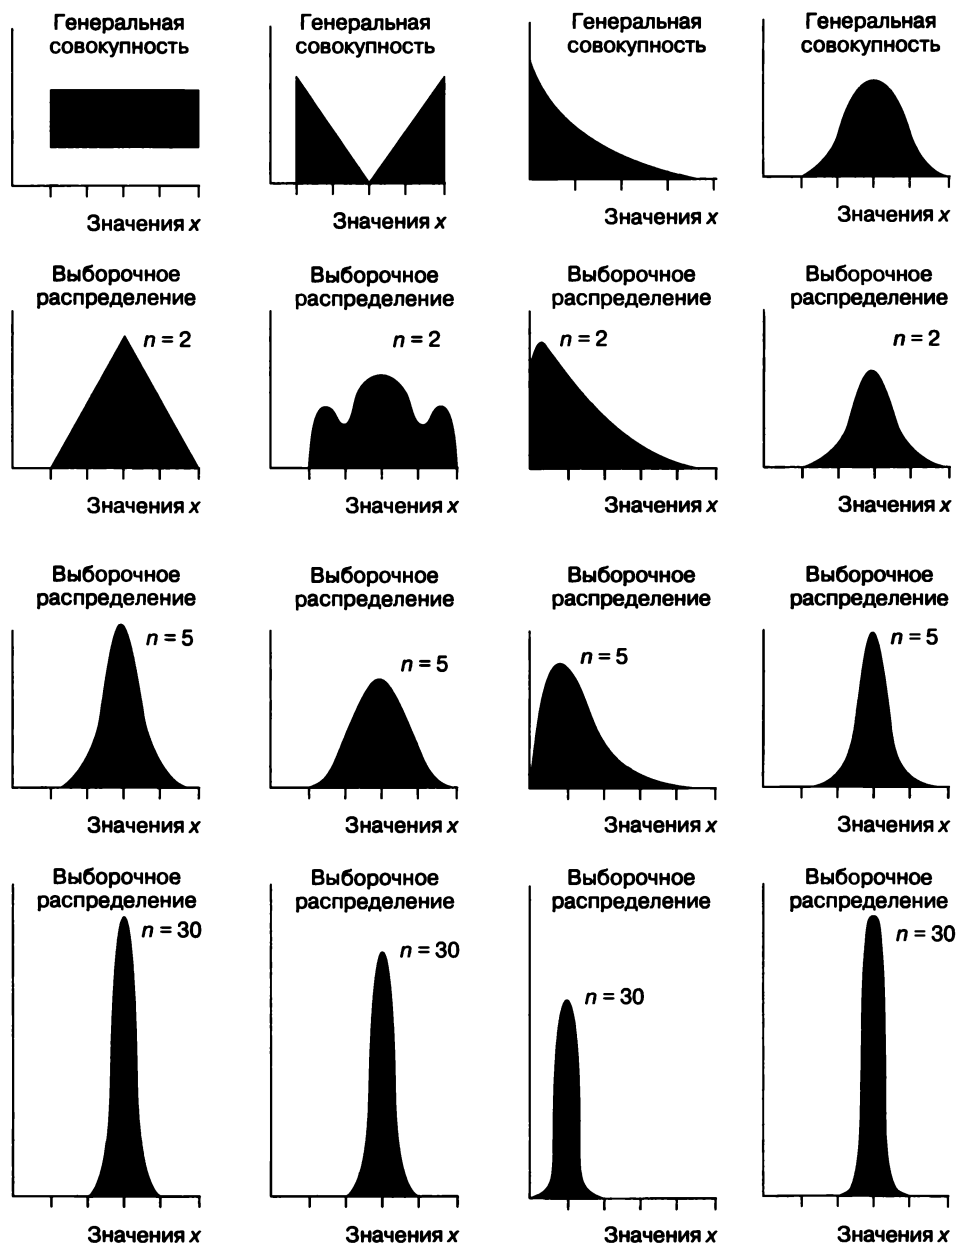 Генеральная
совокупность
Генеральная
совокупность
Генеральная
совокупность
Генеральная
совокупность
Значения x
Значения x
Значения x
Значения x
Выборочное
распределение
Выборочное
распределение
Выборочное
распределение
Выборочное
распределение
n = 2
n = 2
n = 2
n = 2
Значения x
Значения x
Значения x
Значения x
Выборочное
распределение
Выборочное
распределение
Выборочное
распределение
Выборочное
распределение
n = 5
n = 5
n = 5
n = 5
Значения x
Значения x
Значения x
Значения x
Выборочное
распределение
Выборочное
распределение
Выборочное
распределение
Выборочное
распределение
n = 30
n = 30
n = 30
n = 30
Значения x
Значения x
Значения x
Значения x